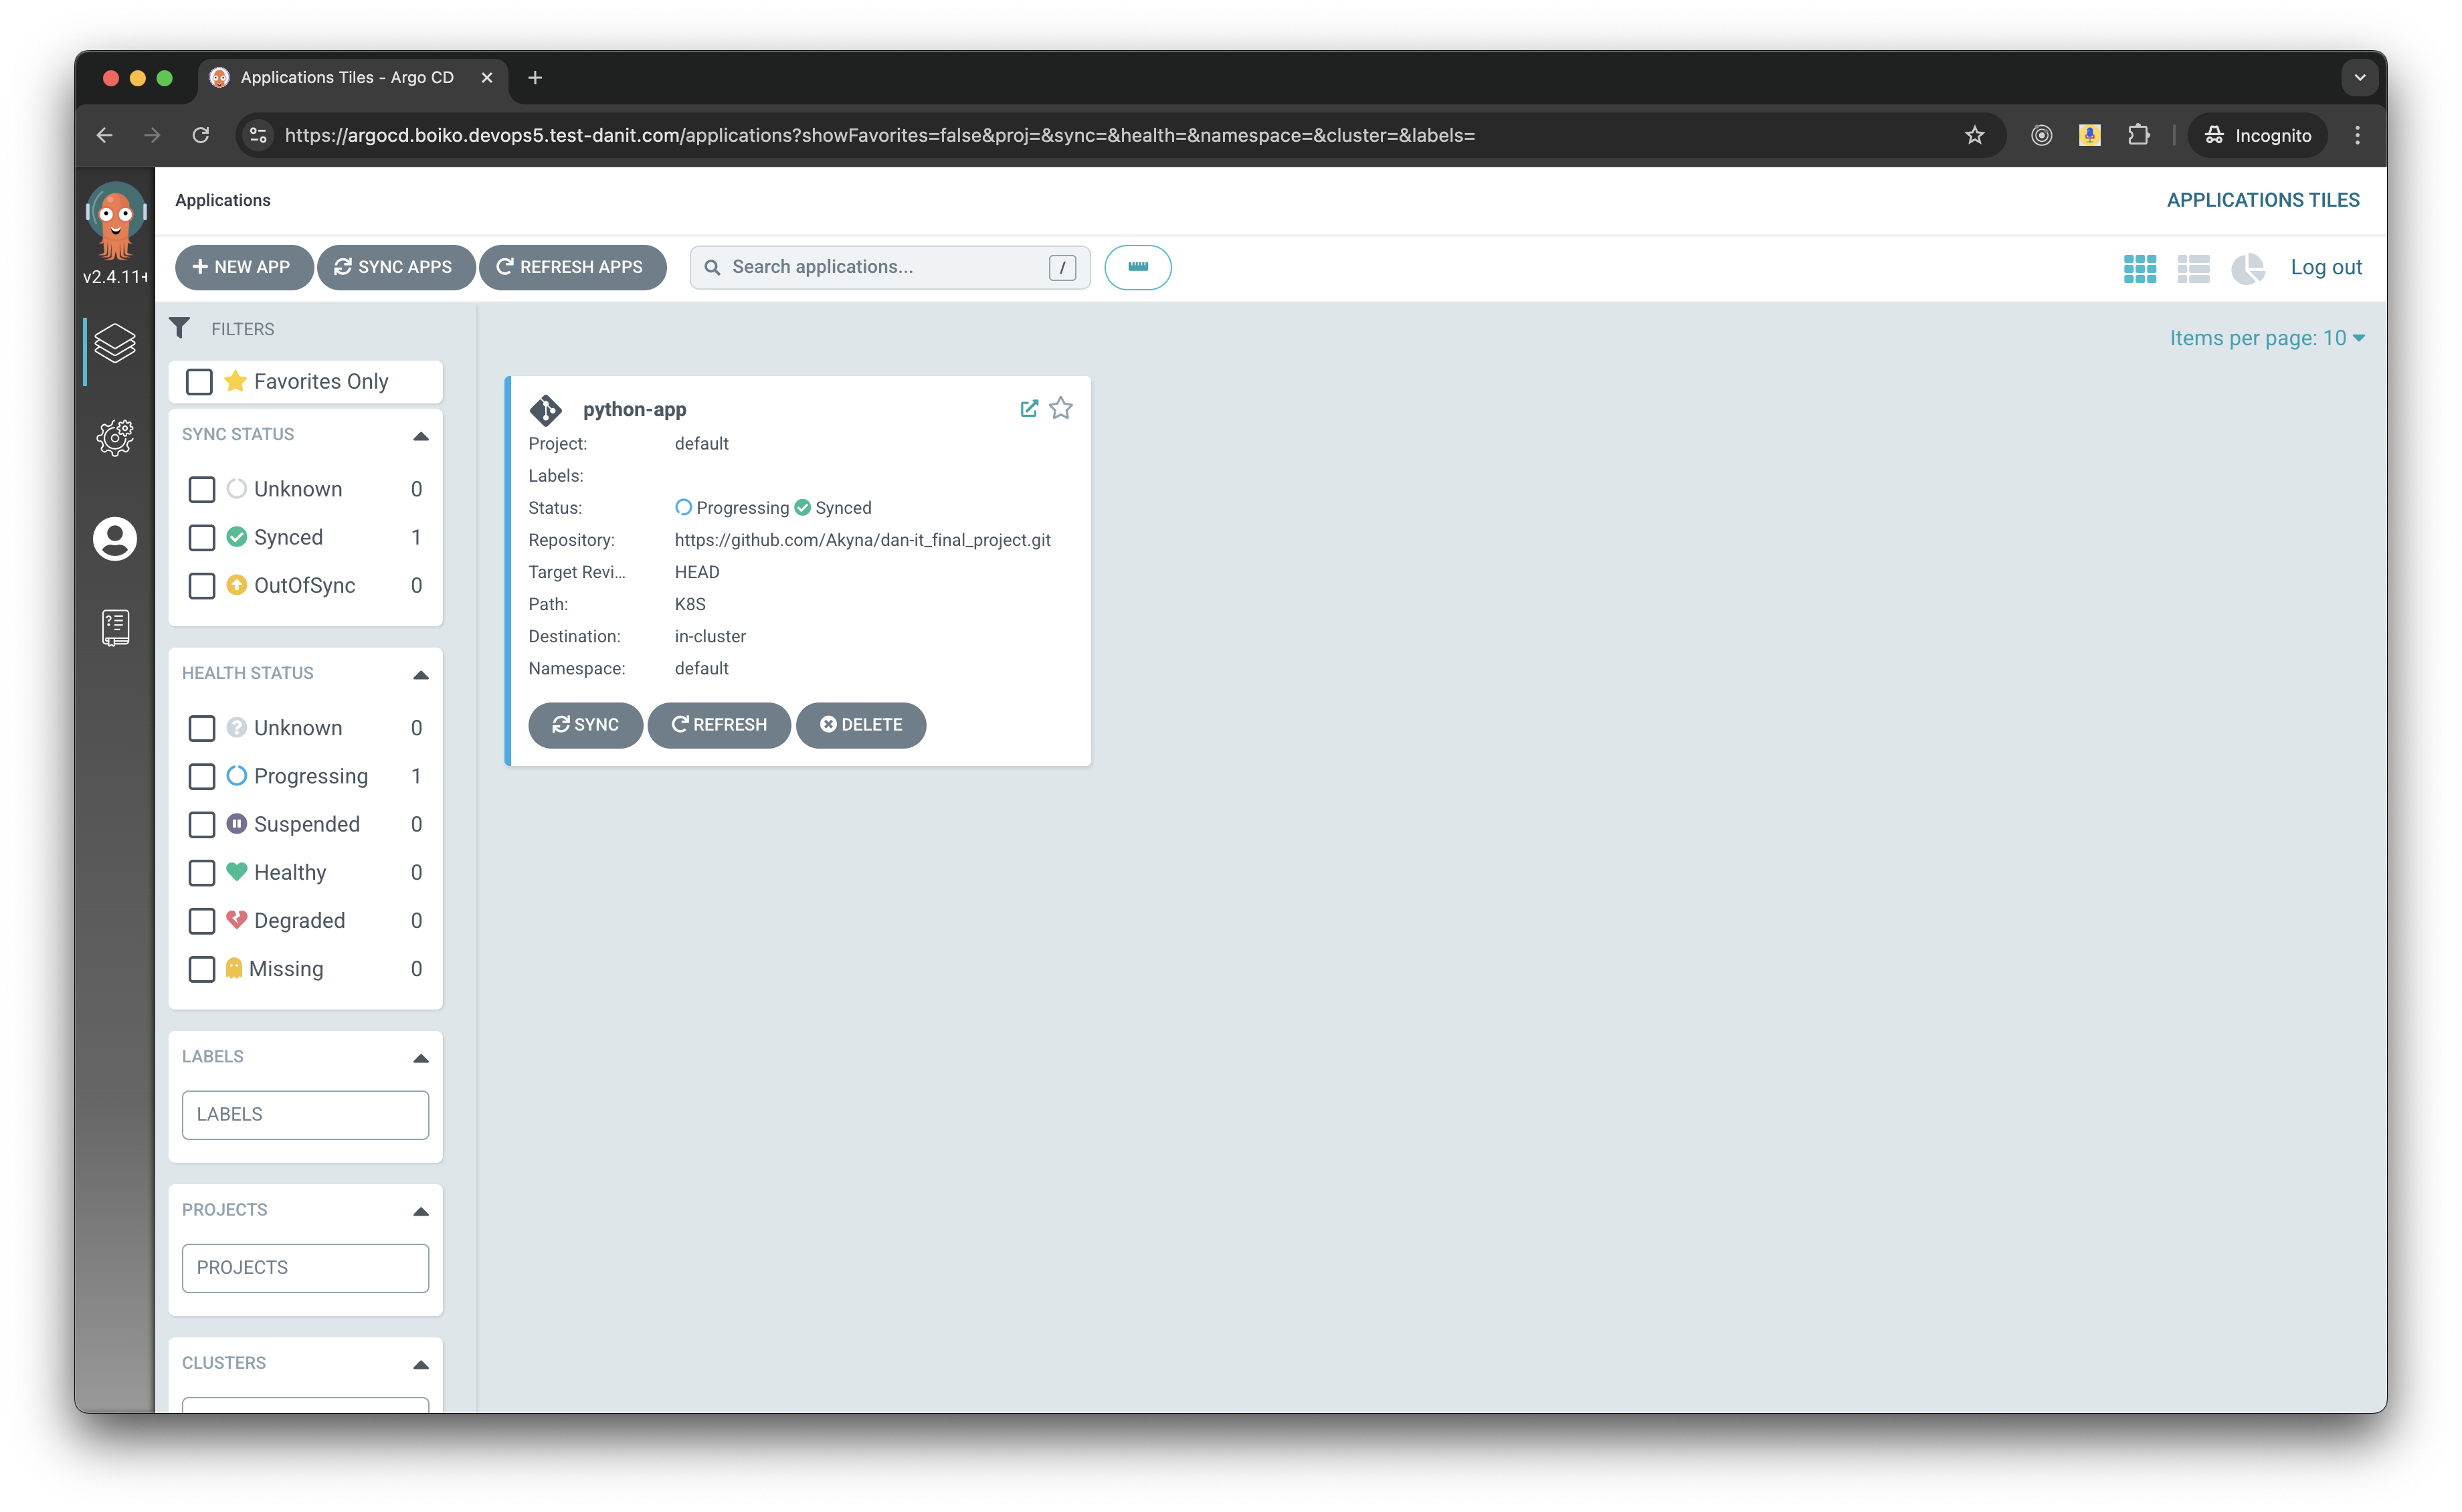 Applications Tiles - Argo CD
https://argocd.boiko.devops5.test-danit.com/applications?showFavorites=false&proj=&sync=&health=&namespace=&cluster=&labels=
Incognito
v2.4.11+
Applications
APPLICATIONS TILES
NEW APP
SYNC APPS
REFRESH APPS
Search applications...
/
Log out
FILTERS
Items per page: 10
Favorites Only
SYNC STATUS
Unknown 0
Synced 1
OutOfSync 0
HEALTH STATUS
Unknown 0
Progressing 1
Suspended 0
Healthy 0
Degraded 0
Missing 0
LABELS
LABELS
PROJECTS
PROJECTS
CLUSTERS
python-app
Project: default
Labels:
Status: Progressing Synced
Repository: https://github.com/Akyna/dan-it_final_project.git
Target Revi... HEAD
Path: K8S
Destination: in-cluster
Namespace: default
SYNC
REFRESH
DELETE